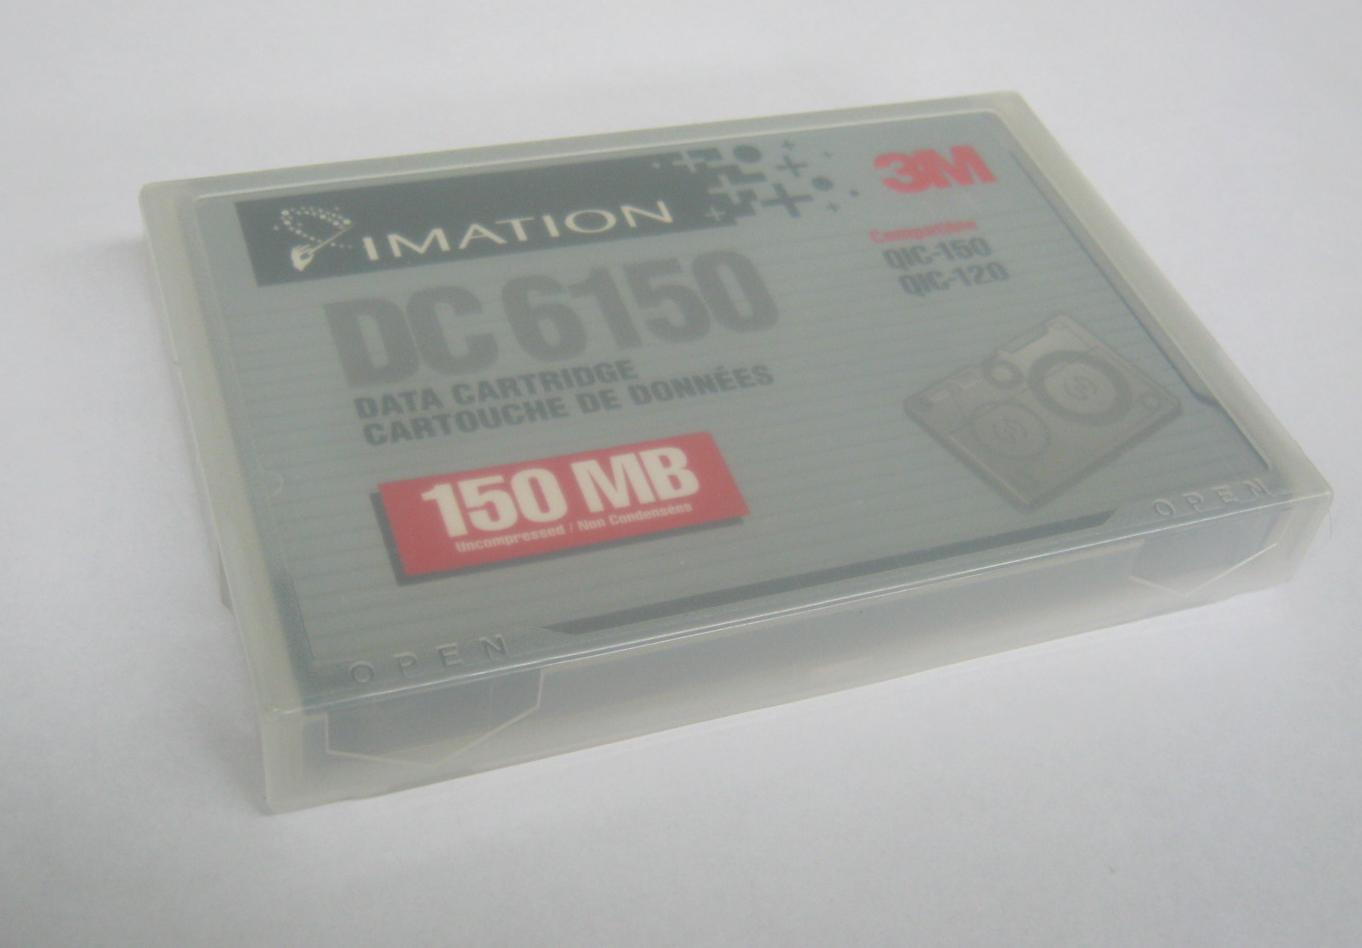 IMATION
3M
DC 6150
DATA CARTRIDGE
CARTOUCHE DE DONNÉES
Compatible
QIC-150
QIC-120
150 MB
Uncompressed / Non Condensées
OPEN
OPEN